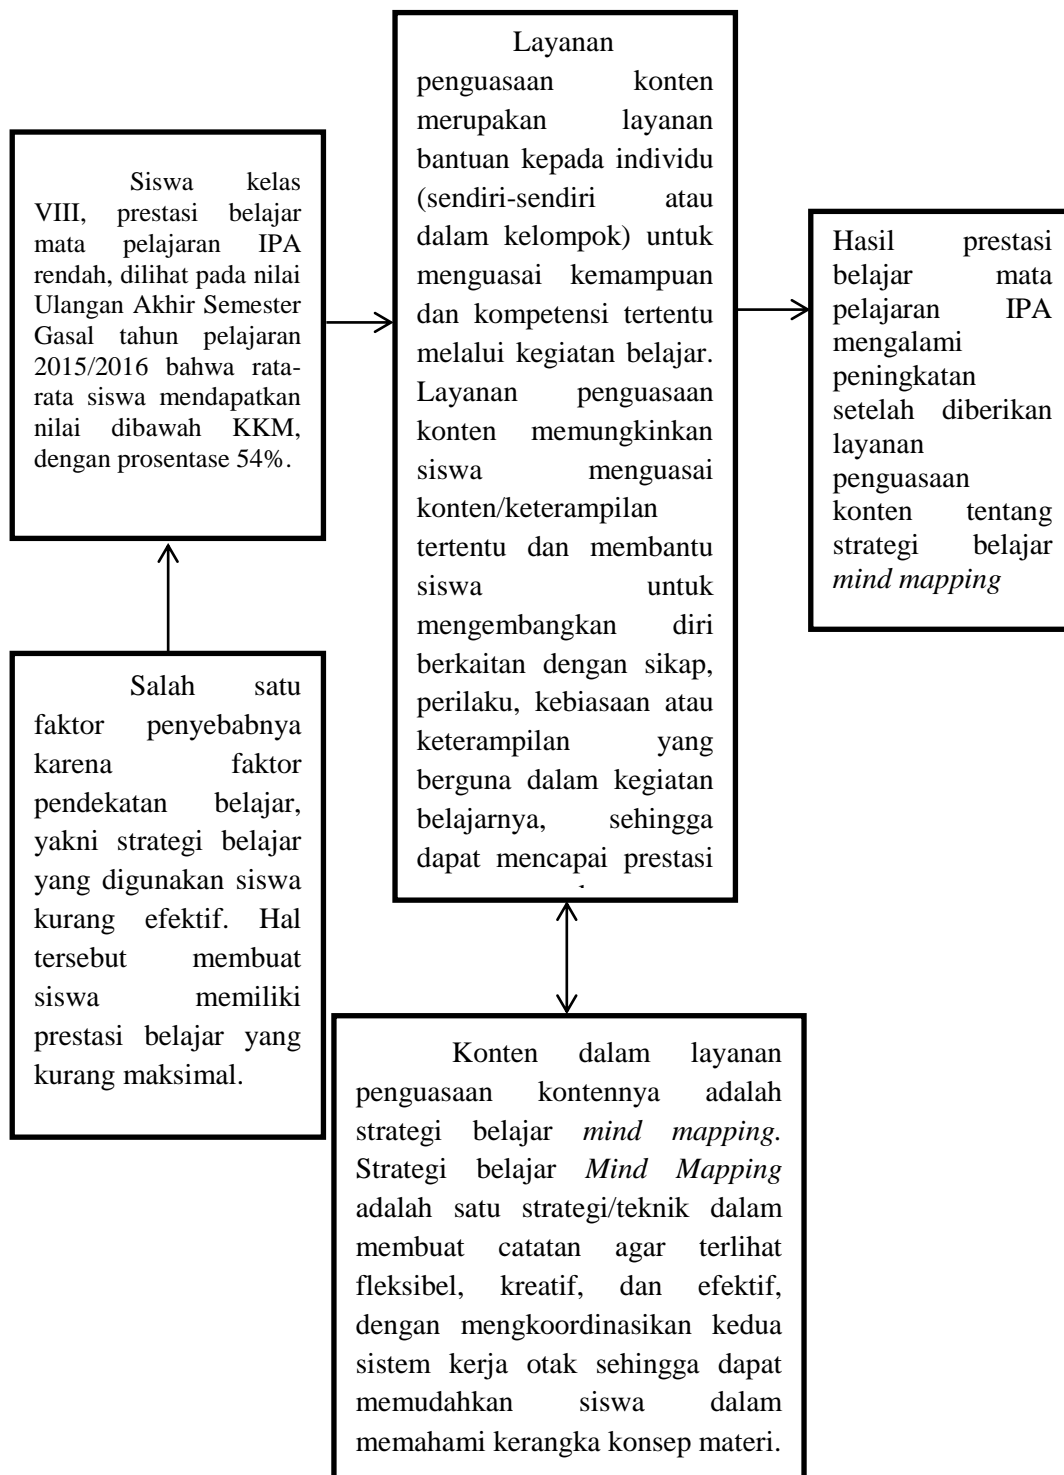 Siswa kelas
VIII, prestasi belajar
mata pelajaran IPA
rendah, dilihat pada nilai
Ulangan Akhir Semester
Gasal tahun pelajaran
2015/2016 bahwa rata-
rata siswa mendapatkan
nilai dibawah KKM,
dengan prosentase 54%.
Salah satu
faktor penyebabnya
karena faktor
pendekatan belajar,
yakni strategi belajar
yang digunakan siswa
kurang efektif. Hal
tersebut membuat
siswa memiliki
prestasi belajar yang
kurang maksimal.
Layanan
penguasaan konten
merupakan layanan
bantuan kepada individu
(sendiri-sendiri atau
dalam kelompok) untuk
menguasai kemampuan
dan kompetensi tertentu
melalui kegiatan belajar.
Layanan penguasaan
konten memungkinkan
siswa menguasai
konten/keterampilan
tertentu dan membantu
siswa untuk
mengembangkan diri
berkaitan dengan sikap,
perilaku, kebiasaan atau
keterampilan yang
berguna dalam kegiatan
belajarnya, sehingga
dapat mencapai prestasi
Konten dalam layanan
penguasaan kontennya adalah
strategi belajar mind mapping.
Strategi belajar Mind Mapping
adalah satu strategi/teknik dalam
membuat catatan agar terlihat
fleksibel, kreatif, dan efektif,
dengan mengkoordinasikan kedua
sistem kerja otak sehingga dapat
memudahkan siswa dalam
memahami kerangka konsep materi.
Hasil prestasi
belajar mata
pelajaran IPA
mengalami
peningkatan
setelah diberikan
layanan
penguasaan
konten tentang
strategi belajar
mind mapping